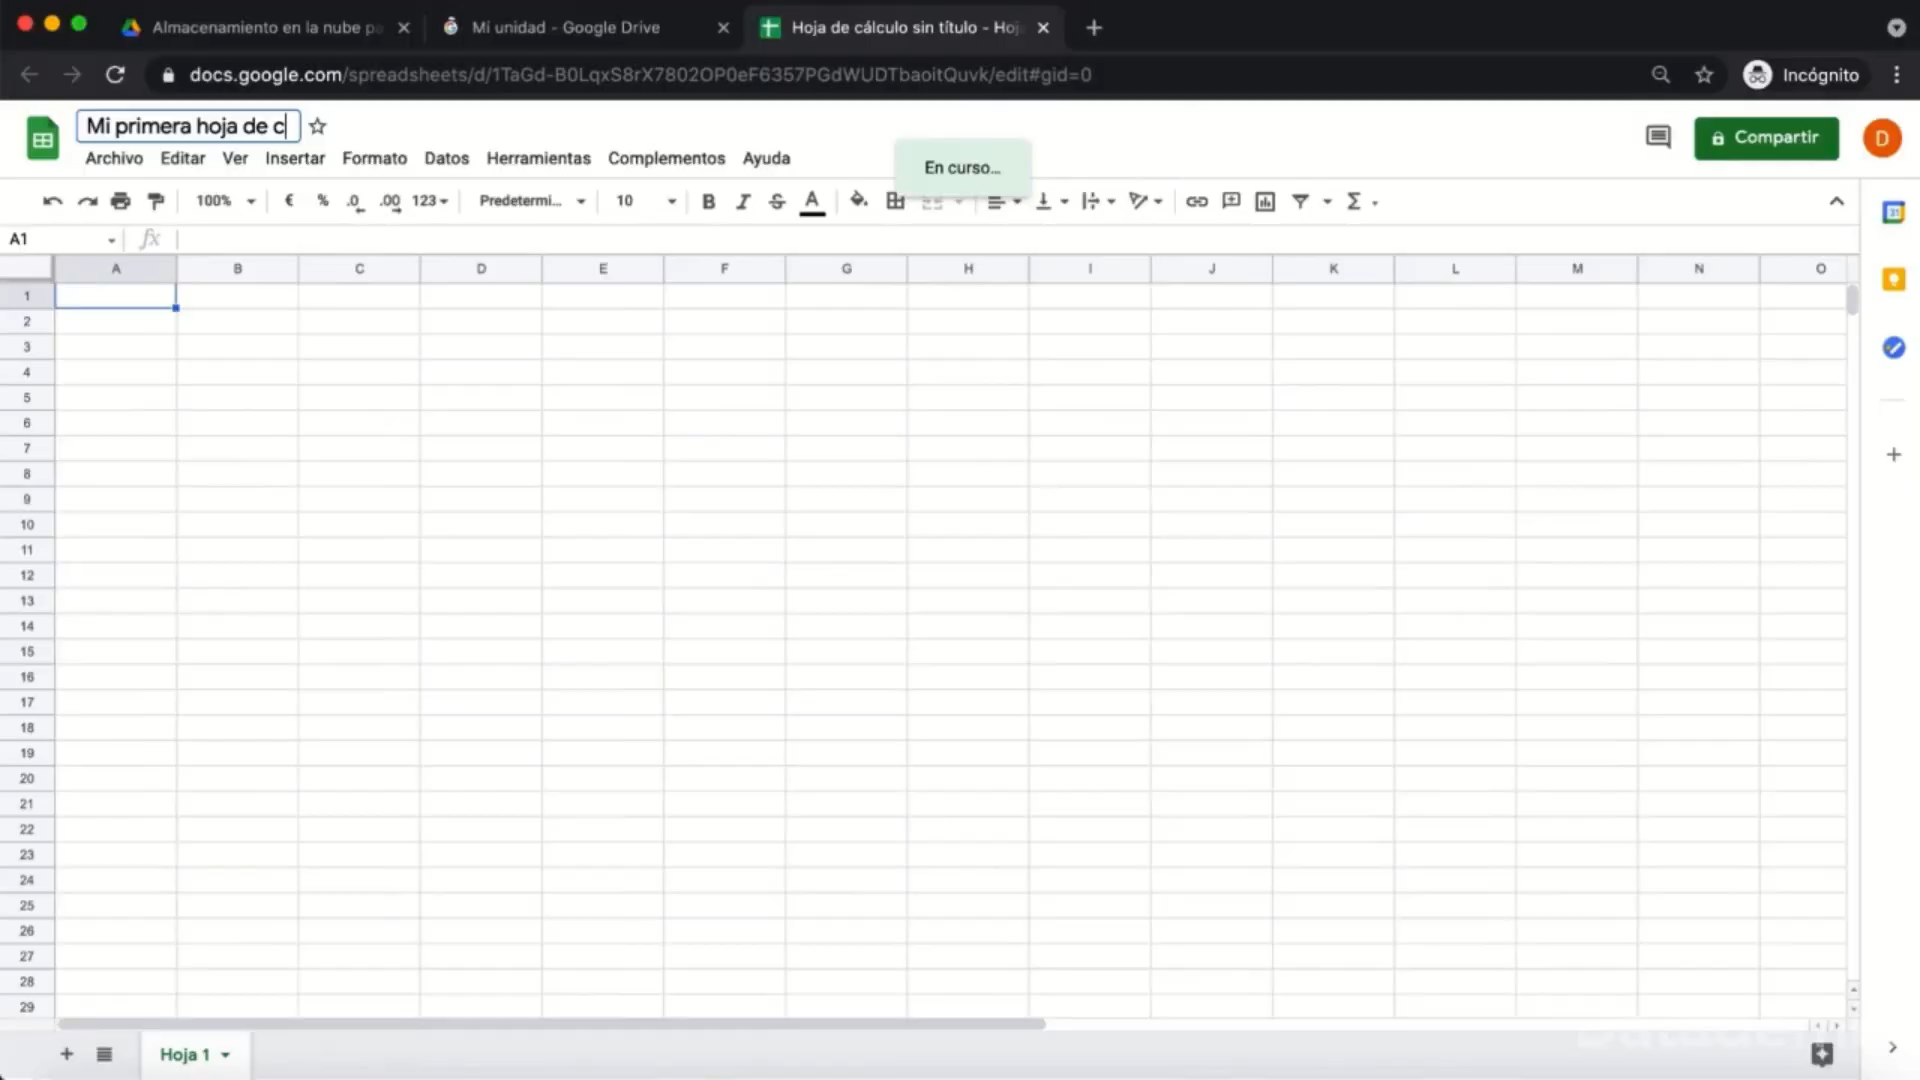 Almacenamiento en la nube pa
Mi unidad - Google Drive
Hoja de cálculo sin título - Hoj
docs.google.com/spreadsheets/d/1TaGd-B0LqxS8rX7802OP0eF6357PGdWUDTbaoitQuvk/edit#gid=0
Incógnito
Mi primera hoja de c
Archivo Editar Ver Insertar Formato Datos Herramientas Complementos Ayuda
En curso...
Compartir
D
100% € % .0 .00 123 Predetermi... 10 B I S A
31
A1 fx
A B C D E F G H I J K L M N O
1
2
3
4
5
6
7
8
9
10
11
12
13
14
15
16
17
18
19
20
21
22
23
24
25
26
27
28
29
Hoja 1